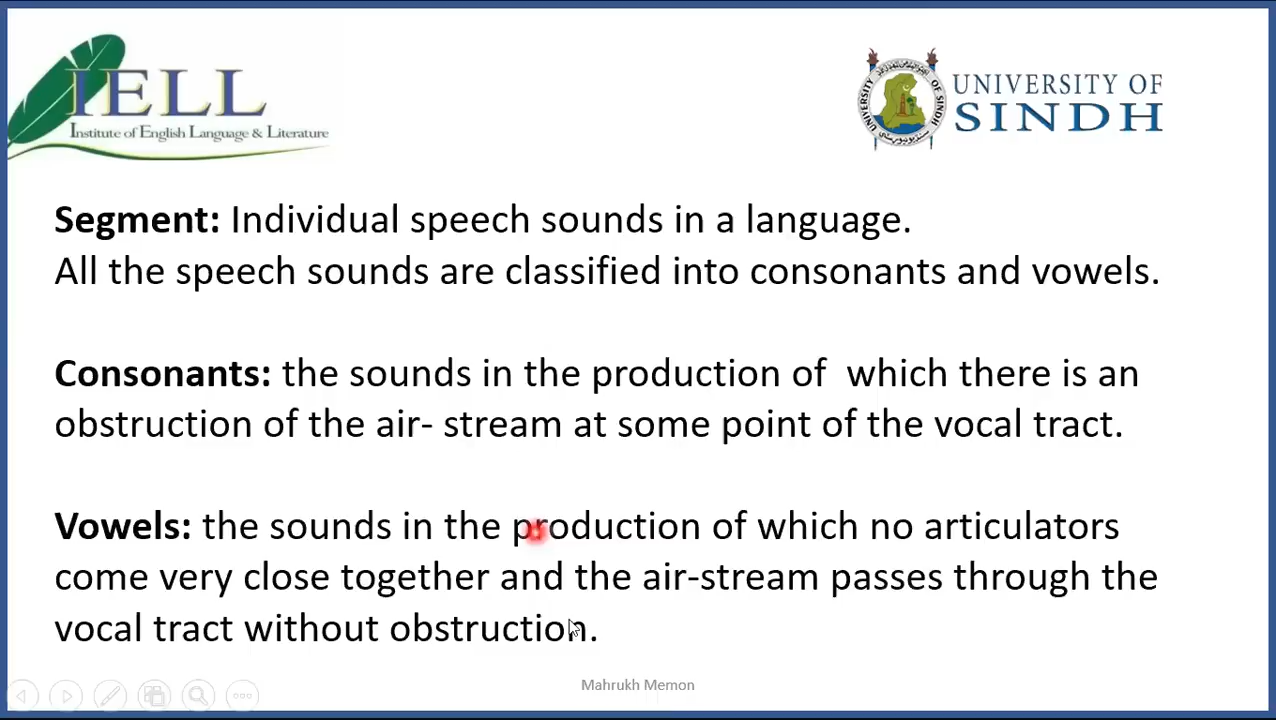 IELL
Institute of English Language & Literature
UNIVERSITY OF
SINDH
UNIVERSITY OF SINDH
Segment: Individual speech sounds in a language.
All the speech sounds are classified into consonants and vowels.
Consonants: the sounds in the production of  which there is an
obstruction of the air- stream at some point of the vocal tract.
Vowels: the sounds in the production of which no articulators
come very close together and the air-stream passes through the
vocal tract without obstruction.
Mahrukh Memon